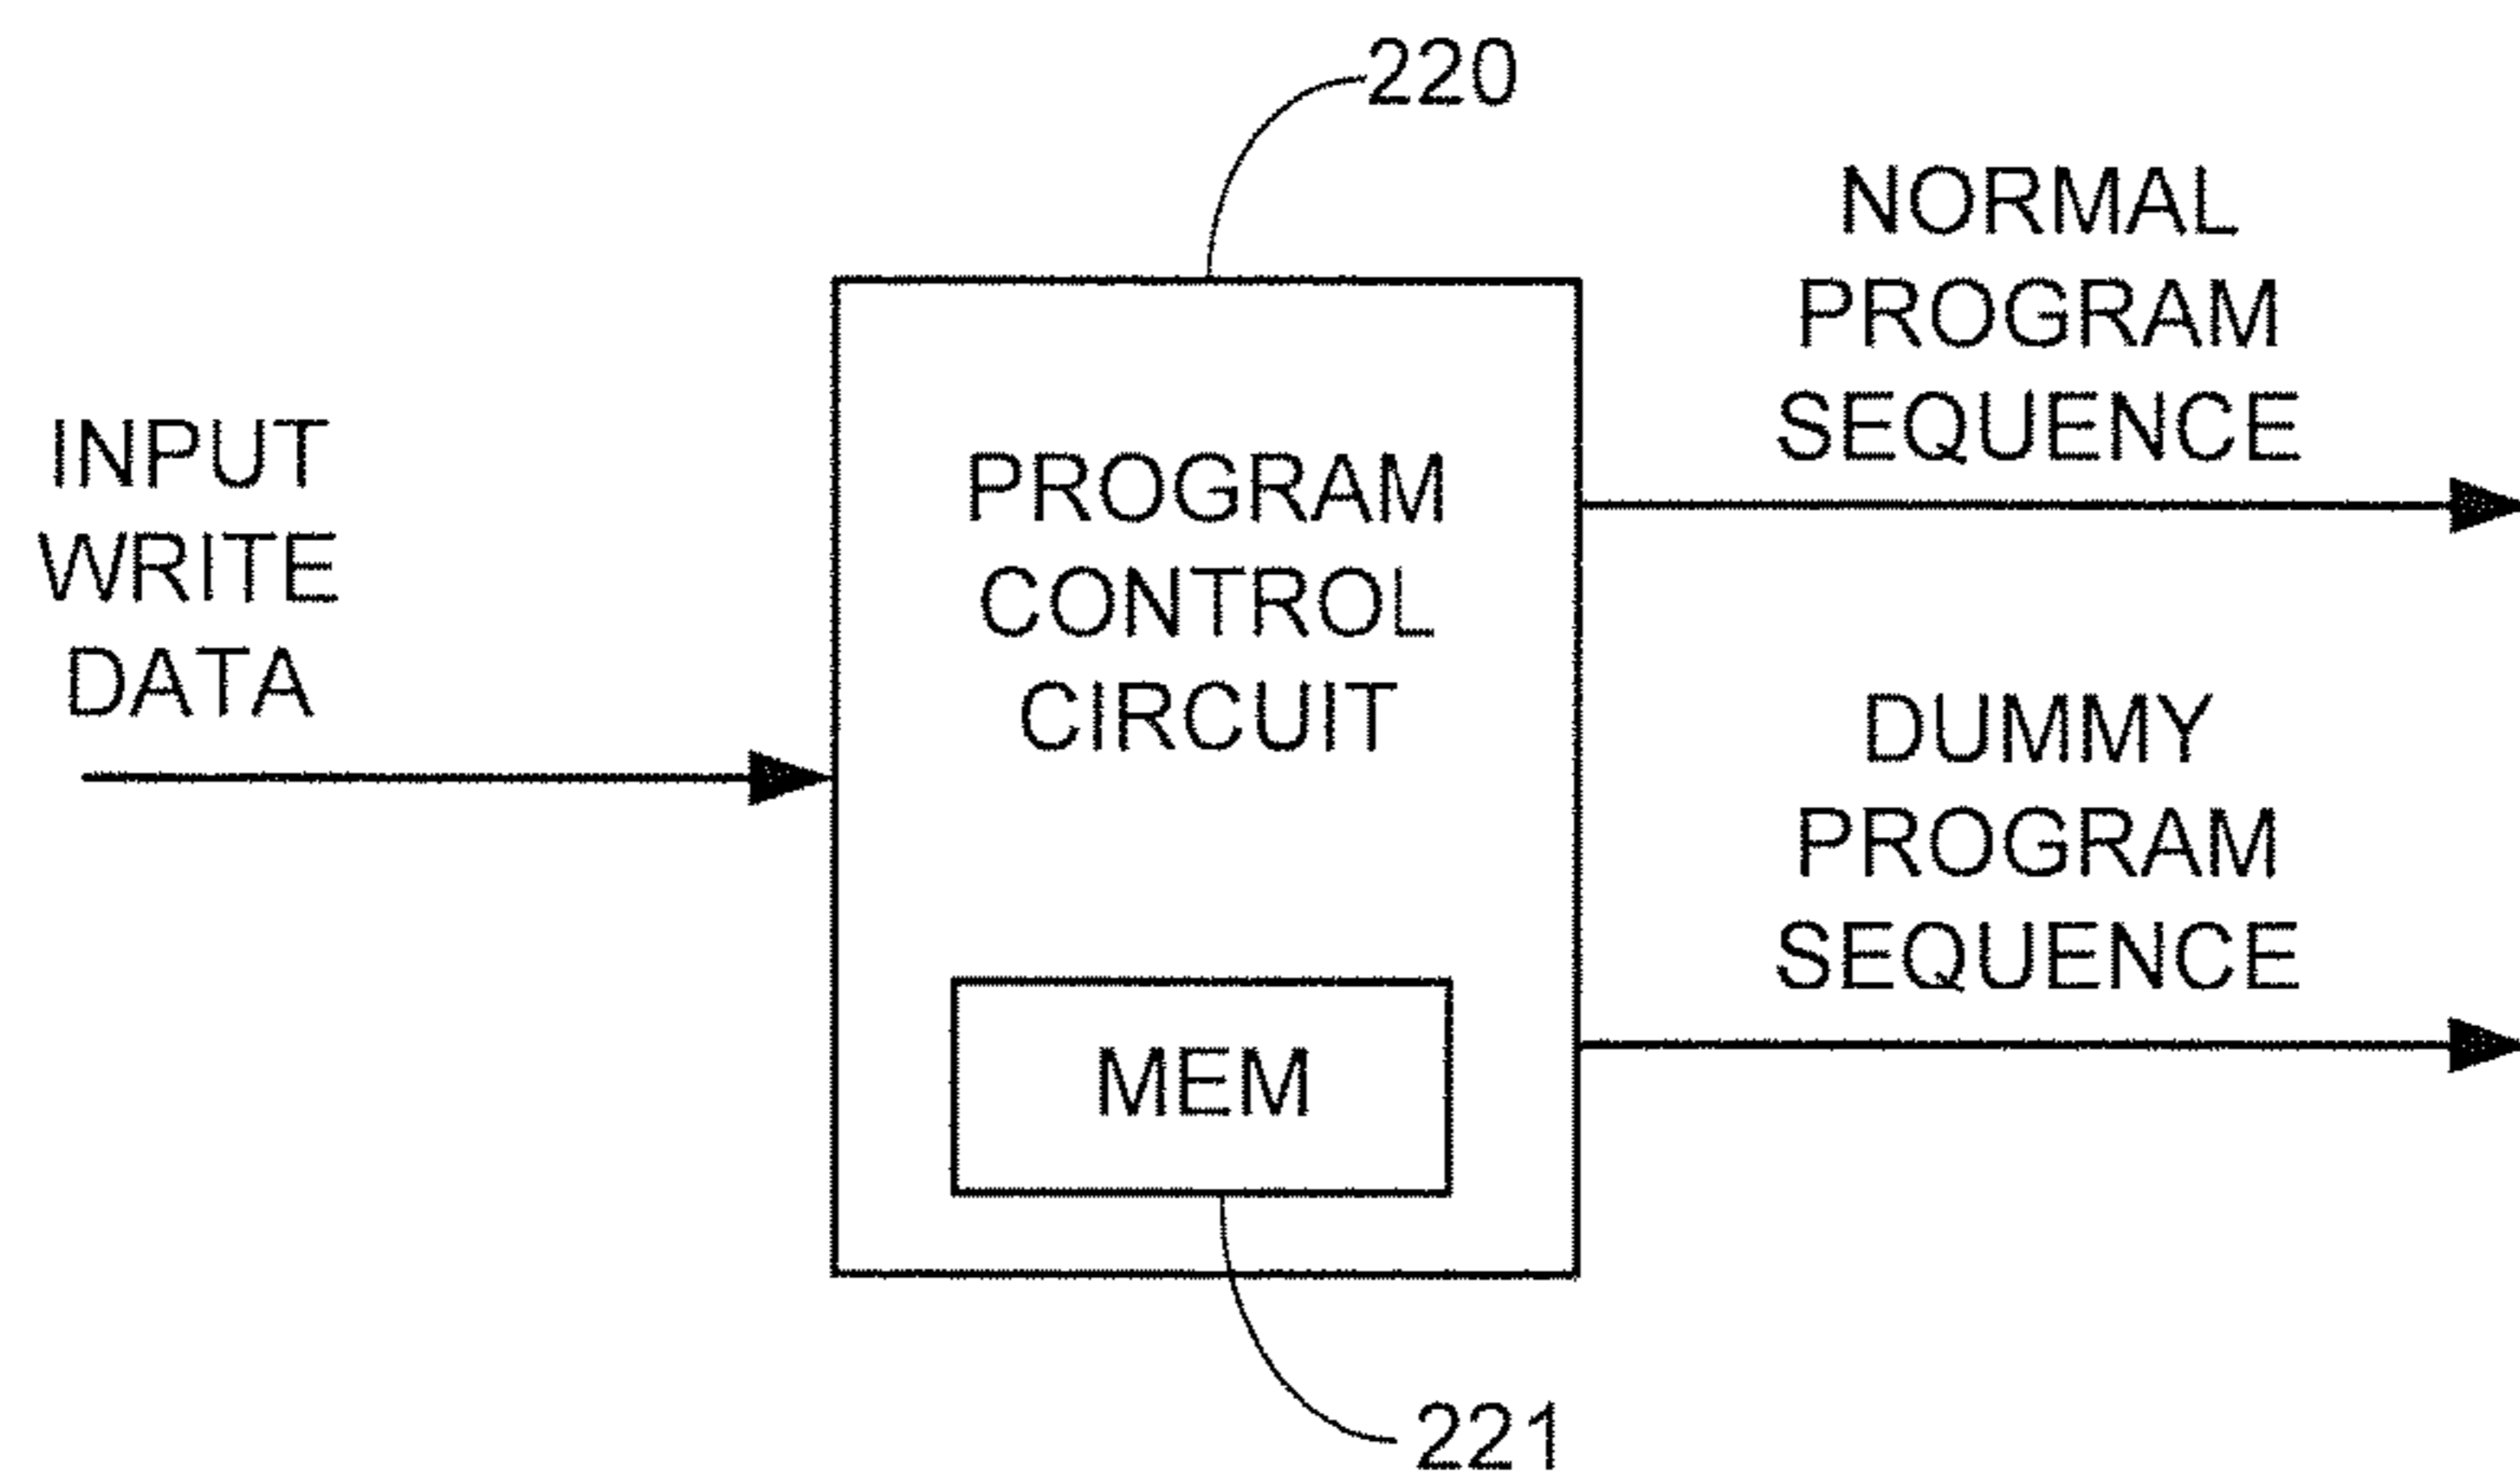 220
NORMAL
PROGRAM
SEQUENCE
INPUT
WRITE
DATA
PROGRAM
CONTROL
CIRCUIT
DUMMY
PROGRAM
SEQUENCE
MEM
221